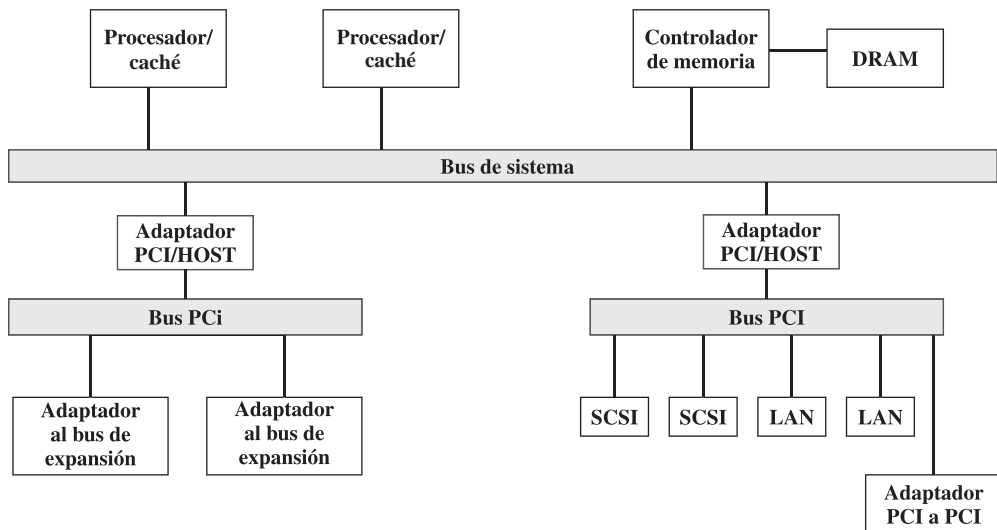 Procesador/
caché
Procesador/
caché
Controlador
de memoria
DRAM
Bus de sistema
Adaptador
PCI/HOST
Adaptador
PCI/HOST
Bus PCi
Bus PCI
Adaptador
al bus de
expansión
Adaptador
al bus de
expansión
SCSI
SCSI
LAN
LAN
Adaptador
PCI a PCI